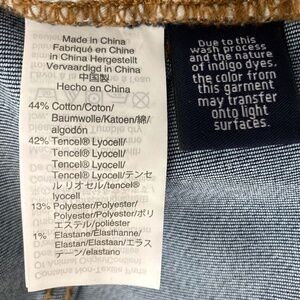 Made in China
Fabriqué en Chine
in China Hergestellt
Vervaardigd in China
中国製
Hecho en China
44% Cotton/Coton/
Baumwolle/Katoen/綿/
algodón
42% Tencel® Lyocell/
Tencel® Lyocell/
Tencel® Lyocell/
Tencel® Lyocell/テンセ
ル リオセル/tencel®
lyocell
13% Polyester/Polyester/
Polyester/Polyester/ポリ
エステル/poliéster
1% Elastane/Elasthanne/
Elastan/Elastaan/エラス
テーン/elastano
Due to this
wash process
and the nature
of indigo dyes,
the color from
this garment
may transfer
onto light
surfaces.